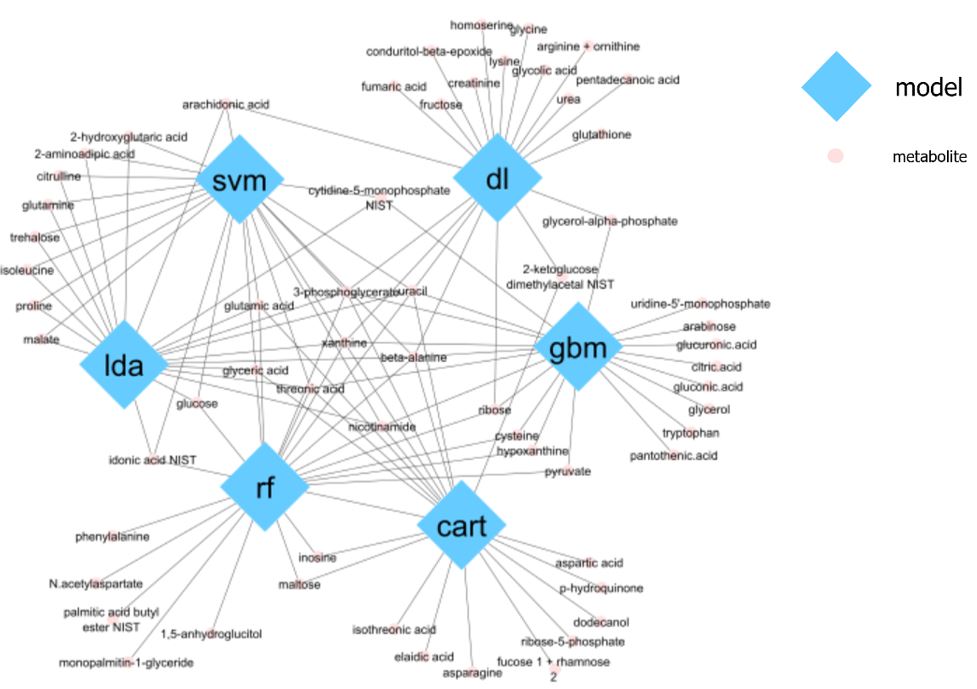 homoserine
glycine
conduritol-beta-epoxide
arginine + ornithine
lysine
glycolic acid
fumaric acid
creatinine
pentadecanoic acid
fructose
urea
arachidonic acid
glutathione
model
metabolite
2-hydroxyglutaric acid
2-aminoadipic acid
citrulline
svm
dl
cytidine-5-monophosphate
NIST
glutamine
glycerol-alpha-phosphate
trehalose
isoleucine
2-ketoglucose
dimethylacetal NIST
3-phosphoglycerate
uracil
proline
glutamic acid
uridine-5'-monophosphate
malate
xanthine
arabinose
glucuronic.acid
lda
gbm
beta-alanine
glyceric acid
citric.acid
threonic acid
gluconic.acid
glucose
ribose
glycerol
nicotinamide
cysteine
tryptophan
hypoxanthine
pantothenic.acid
idonic acid NIST
pyruvate
rf
cart
phenylalanine
inosine
aspartic acid
N.acetylaspartate
maltose
p-hydroquinone
palmitic acid butyl
ester NIST
1,5-anhydroglucitol
isothreonic acid
dodecanol
ribose-5-phosphate
monopalmitin-1-glyceride
elaidic acid
fucose 1 + rhamnose
2
asparagine